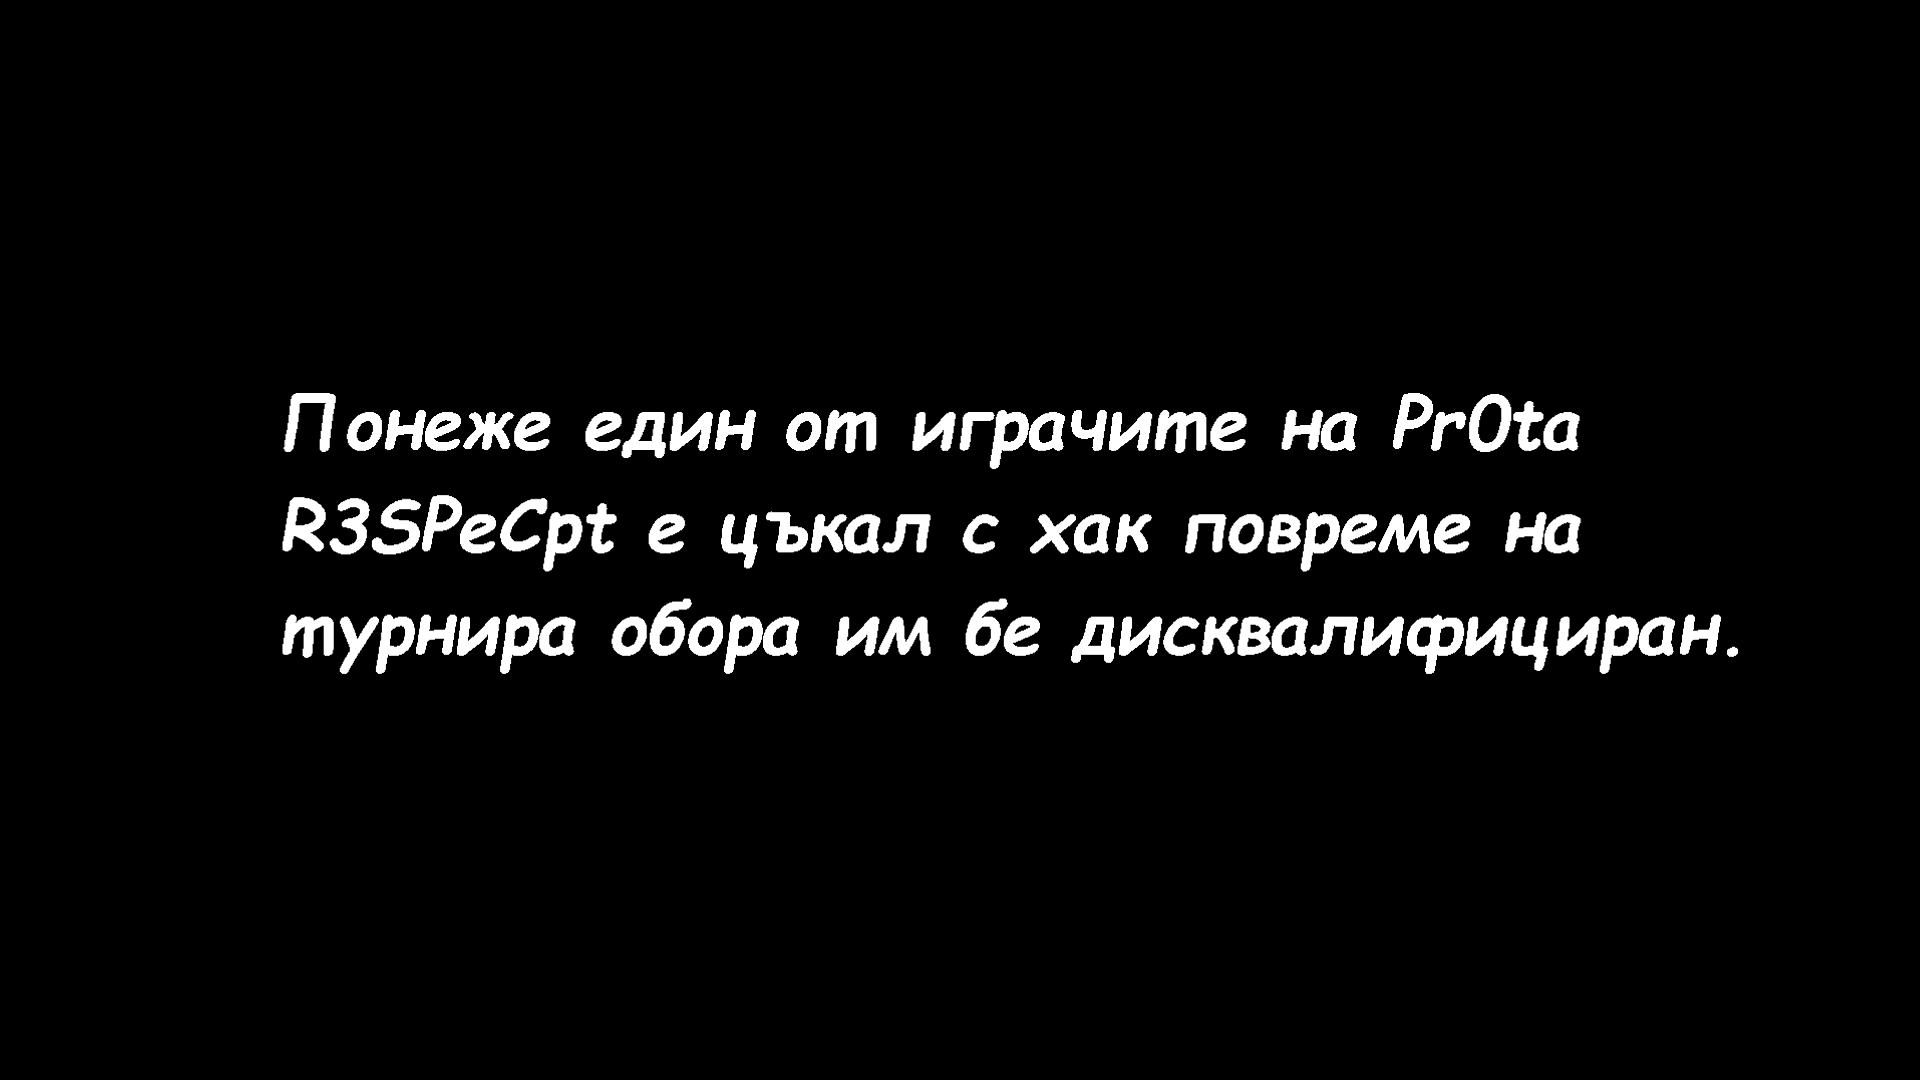 Понеже един от играчите на Pr0ta
R3SPeCpt е цъкал с хак повреме на
турнира обора им бе дисквалифициран.